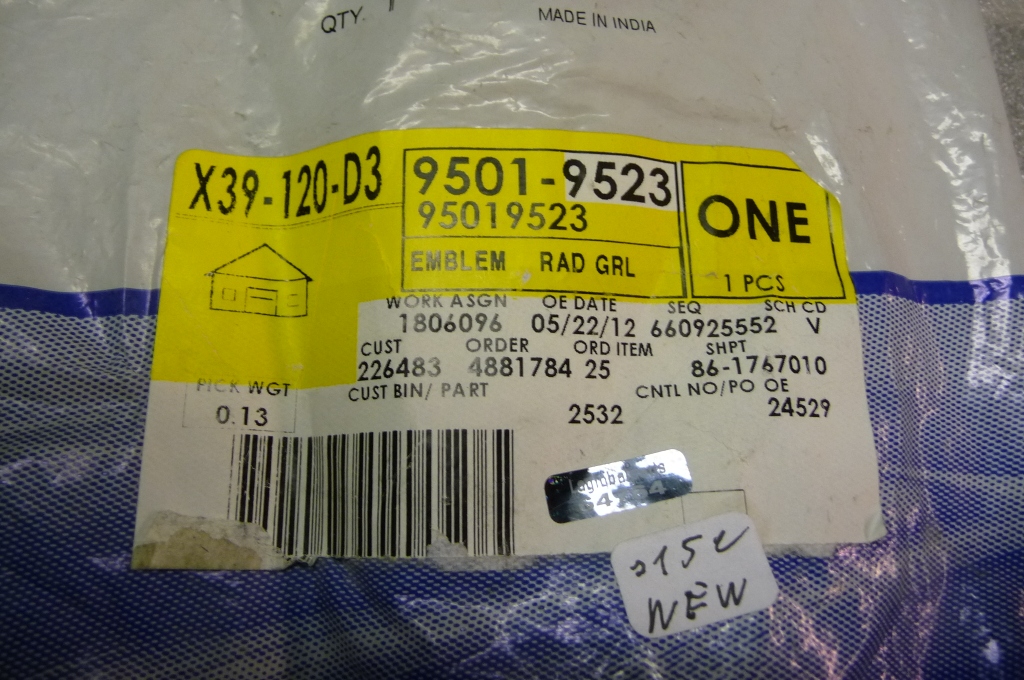 QTY 1
MADE IN INDIA
X39-120-D3
9501-9523
95019523
EMBLEM RAD GRL
ONE
1 PCS
WORK ASGN OE DATE SEQ SCH CD
1806096 05/22/12 660925552 V
CUST ORDER ORD ITEM SHPT
226483 4881784 25 86-1767010
PICK WGT CUST BIN/ PART CNTL NO/PO OE
0.13 2532 24529
NEW